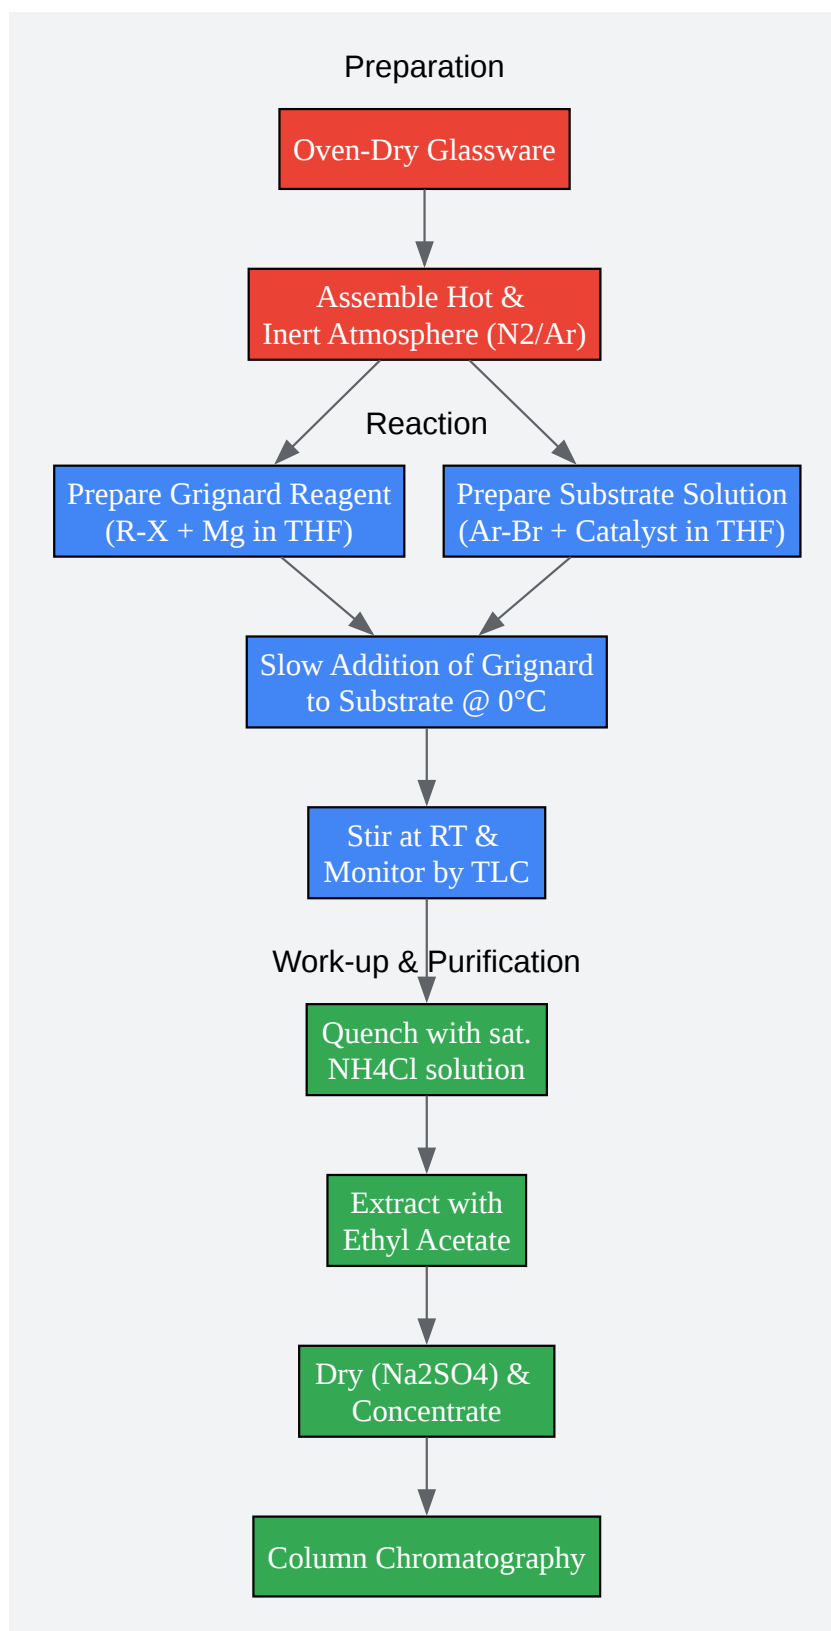 Preparation
Oven-Dry Glassware
Assemble Hot &
Inert Atmosphere (N2/Ar)
Reaction
Prepare Grignard Reagent
(R-X + Mg in THF)
Prepare Substrate Solution
(Ar-Br + Catalyst in THF)
Slow Addition of Grignard
to Substrate @ 0°C
Stir at RT &
Monitor by TLC
Work-up & Purification
Quench with sat.
NH4Cl solution
Extract with
Ethyl Acetate
Dry (Na2SO4) &
Concentrate
Column Chromatography